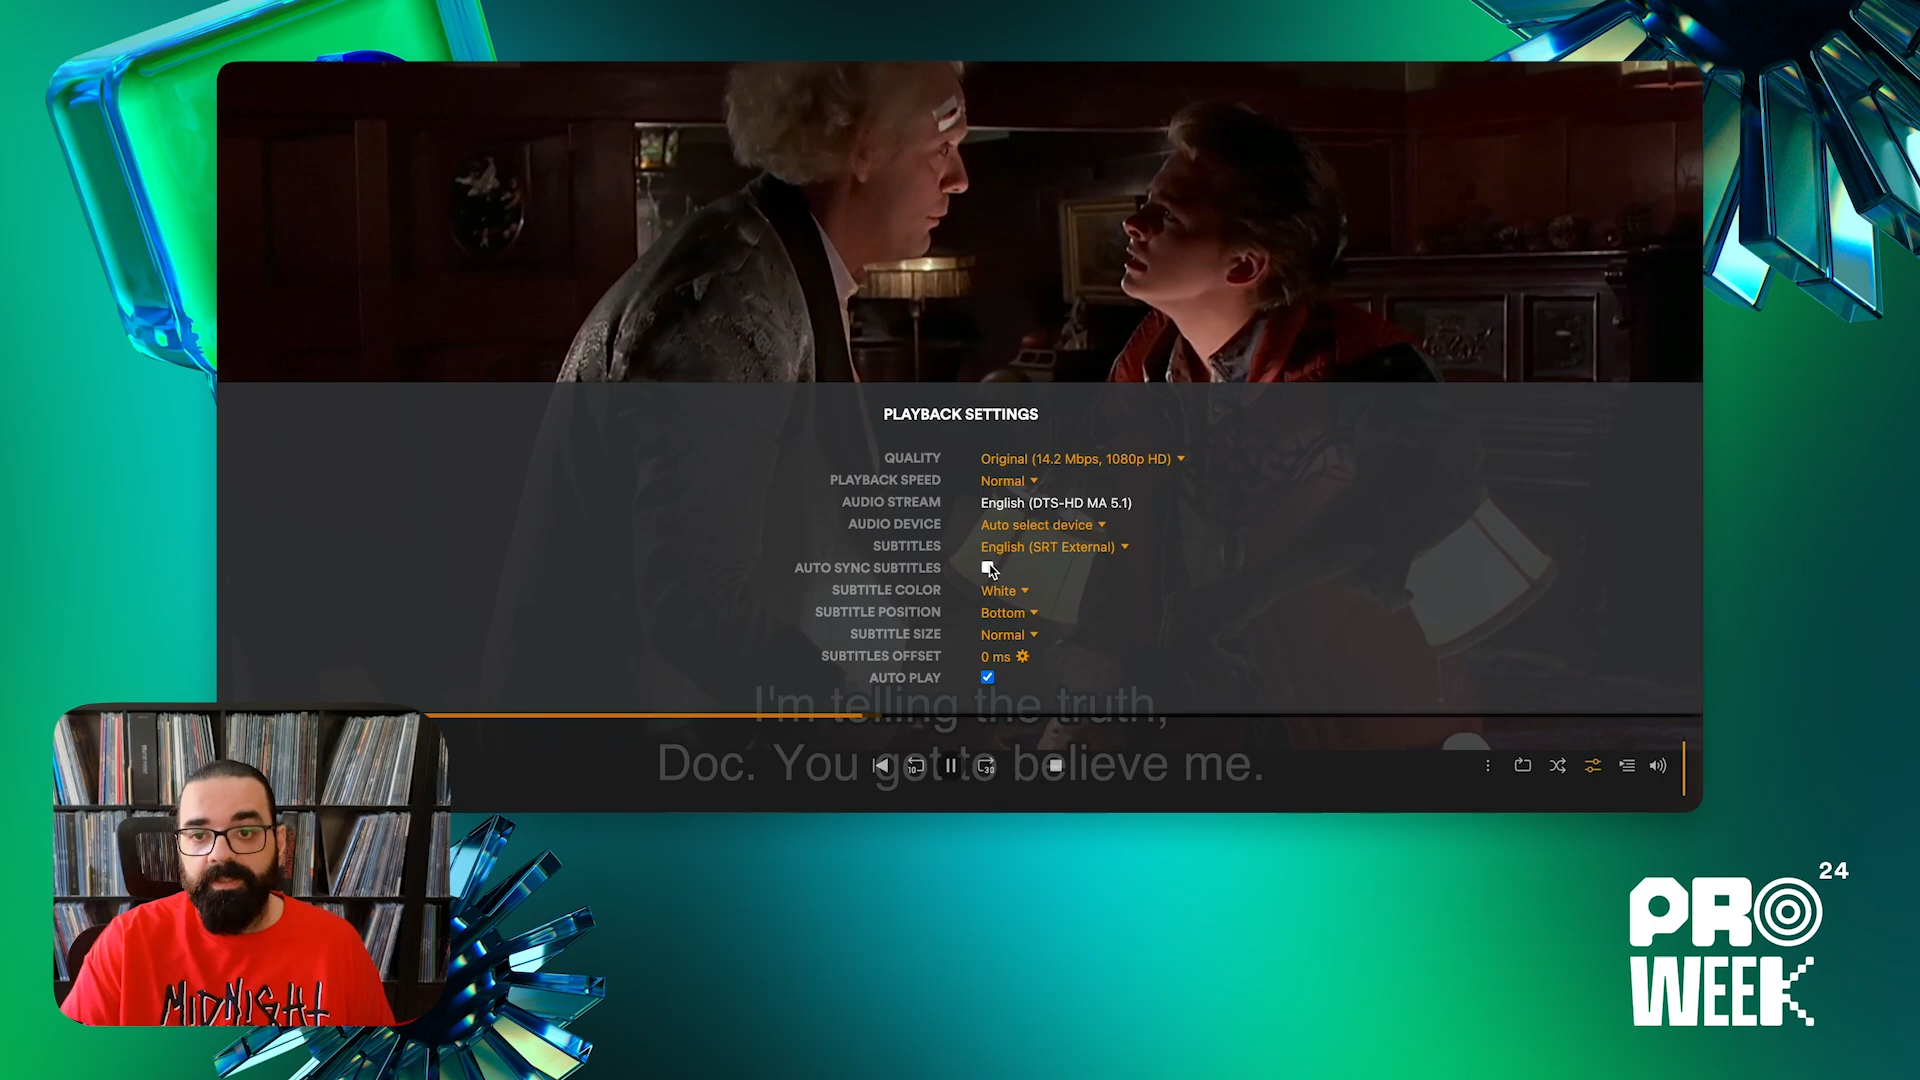 PLAYBACK SETTINGS
QUALITY Original (14.2 Mbps, 1080p HD)
PLAYBACK SPEED Normal
AUDIO STREAM English (DTS-HD MA 5.1)
AUDIO DEVICE Auto select device
SUBTITLES English (SRT External)
AUTO SYNC SUBTITLES
SUBTITLE COLOR White
SUBTITLE POSITION Bottom
SUBTITLE SIZE Normal
SUBTITLES OFFSET 0 ms
AUTO PLAY
I'm telling the truth,
Doc. You got to believe me.
10
30
MIDNIGHT
24
PRO
WEEK